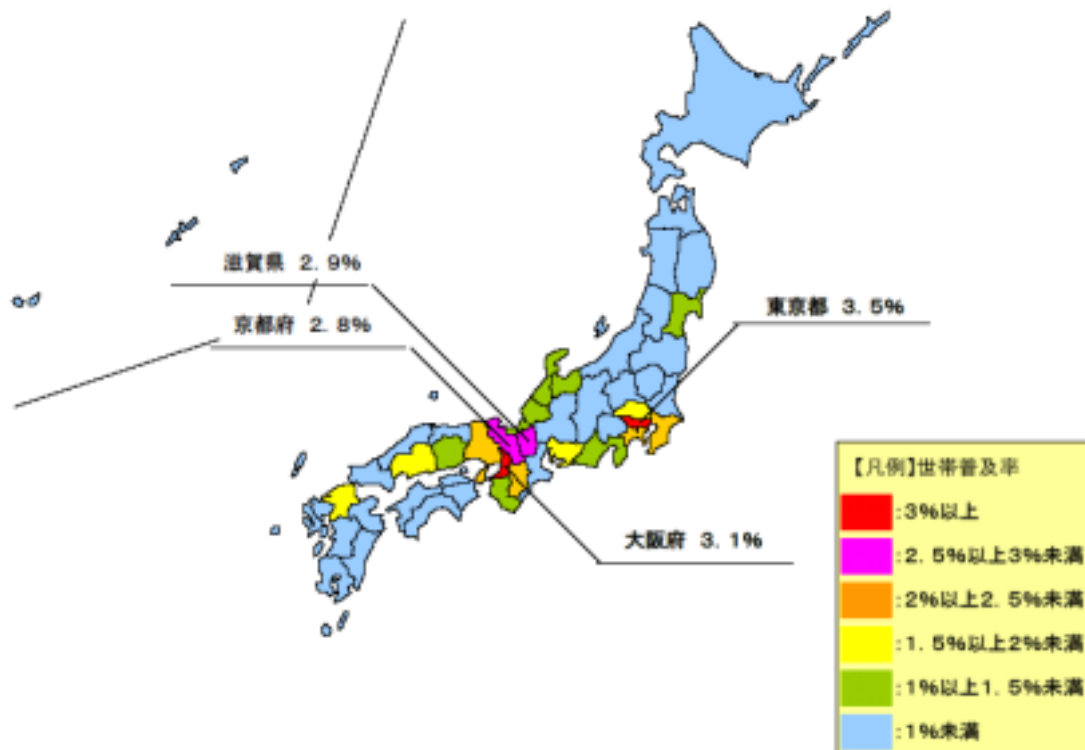 滋賀県 2.9%
京都府 2.8%
東京都 3.5%
大阪府 3.1%
【凡例】世帯普及率
:3%以上
:2.5%以上3%未満
:2%以上2.5%未満
:1.5%以上2%未満
:1%以上1.5%未満
:1%未満